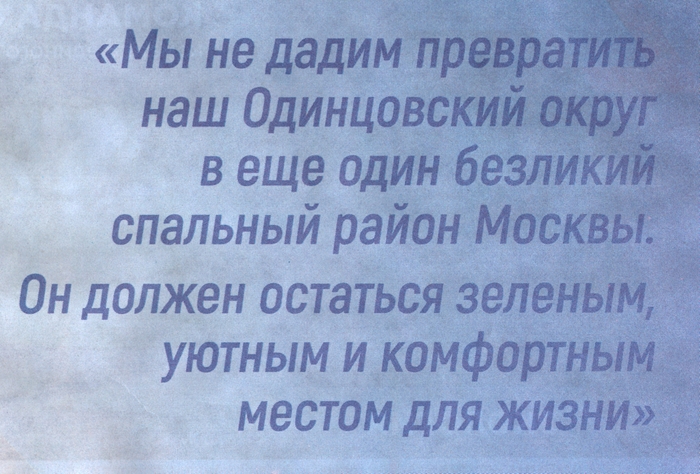 «Мы не дадим превратить
наш Одинцовский округ
в еще один безликий
спальный район Москвы.
Он должен остаться зеленым,
уютным и комфортным
местом для жизни»